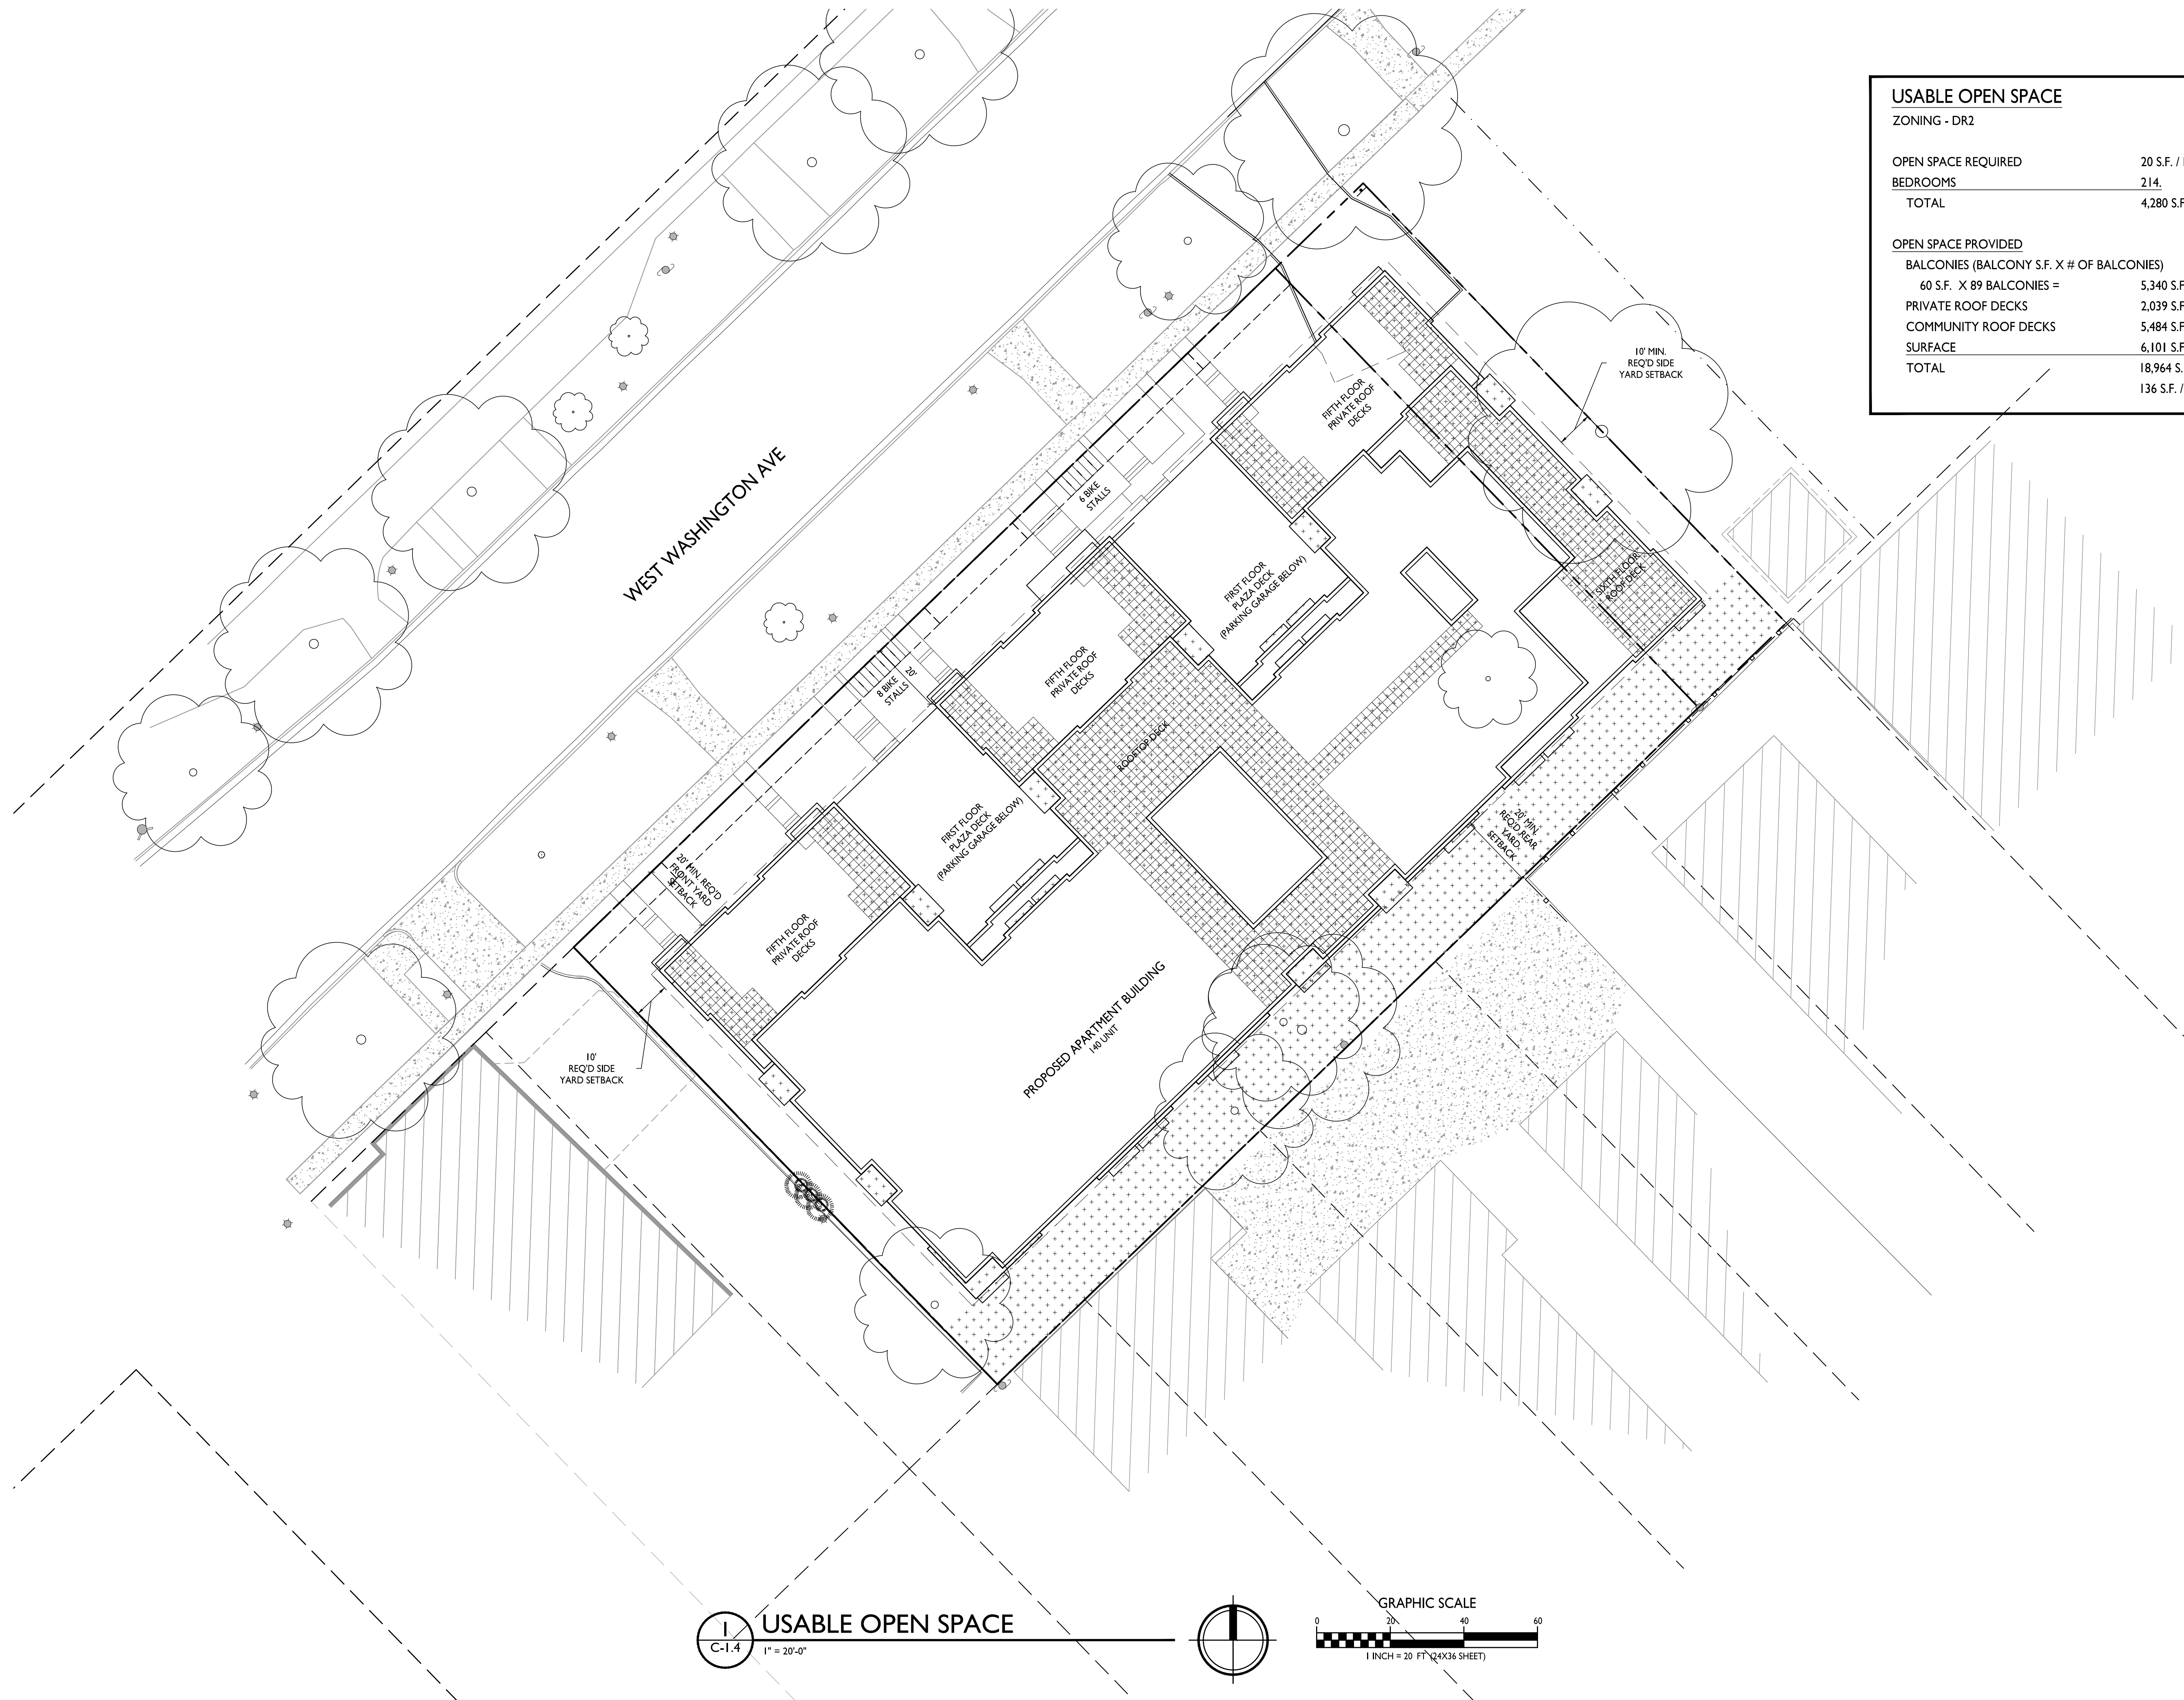 USABLE OPEN SPACE
ZONING - DR2
OPEN SPACE REQUIRED 20 S.F. /
BEDROOMS 214.
TOTAL 4,280 S.F
OPEN SPACE PROVIDED
BALCONIES (BALCONY S.F. X # OF BALCONIES)
60 S.F. X 89 BALCONIES = 5,340 S.F
PRIVATE ROOF DECKS 2,039 S.F
COMMUNITY ROOF DECKS 5,484 S.F
SURFACE 6,101 S.F
TOTAL 18,964 S.
136 S.F. /
10' MIN.
REQ'D SIDE
YARD SETBACK
FIFTH FLOOR
PRIVATE ROOF
DECKS
WEST WASHINGTON AVE
6 BIKE
STALLS
SIXTH FLOOR
ROOF DECK
FIRST FLOOR
PLAZA DECK
(PARKING GARAGE BELOW)
FIFTH FLOOR
PRIVATE ROOF
DECKS
20'
8 BIKE
STALLS
ROOFTOP DECK
FIRST FLOOR
PLAZA DECK
(PARKING GARAGE BELOW)
20' MIN.
REQ'D REAR
YARD.
SETBACK
20' MIN. REQ'D
FRONT YARD
SETBACK
FIFTH FLOOR
PRIVATE ROOF
DECKS
PROPOSED APARTMENT BUILDING
140 UNIT
10'
REQ'D SIDE
YARD SETBACK
1
C-1.4
USABLE OPEN SPACE
1" = 20'-0"
GRAPHIC SCALE
0 20 40 60
1 INCH = 20 FT (24X36 SHEET)